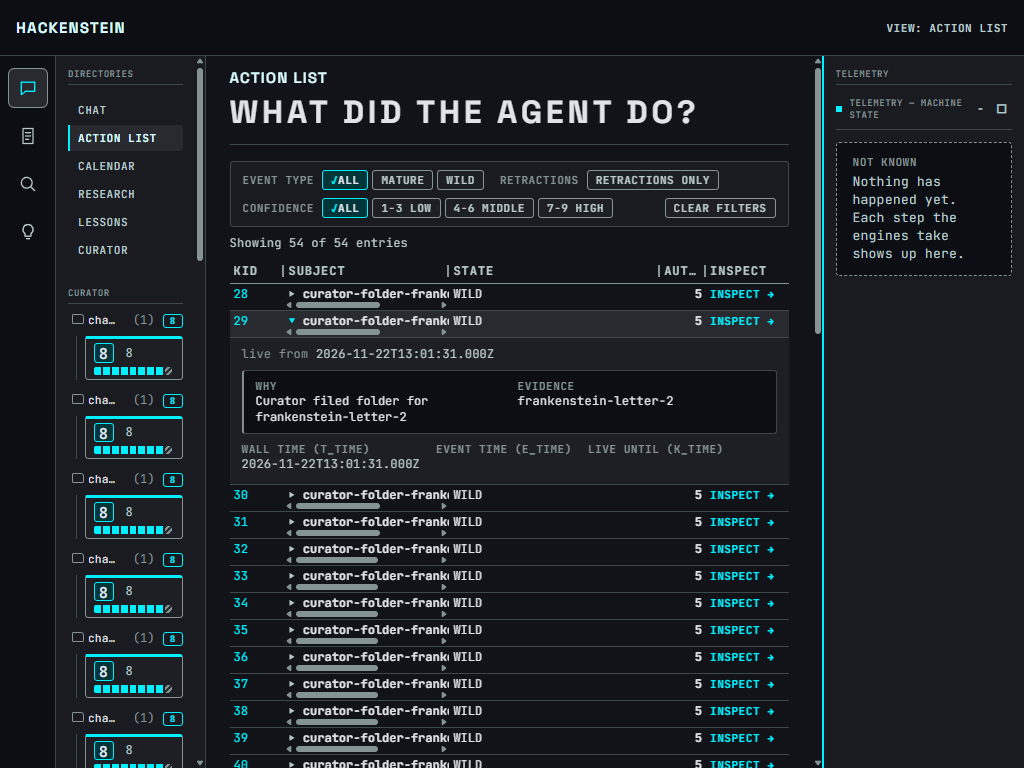 HACKENSTEIN
VIEW: ACTION LIST
DIRECTORIES
CHAT
ACTION LIST
CALENDAR
RESEARCH
LESSONS
CURATOR
CURATOR
cha… (1) 8
8 8
cha… (1) 8
8 8
cha… (1) 8
8 8
cha… (1) 8
8 8
cha… (1) 8
8 8
cha… (1) 8
8 8
ACTION LIST
WHAT DID THE AGENT DO?
EVENT TYPE ✓ALL MATURE WILD RETRACTIONS RETRACTIONS ONLY
CONFIDENCE ✓ALL 1-3 LOW 4-6 MIDDLE 7-9 HIGH CLEAR FILTERS
Showing 54 of 54 entries
KID SUBJECT STATE AUT… INSPECT
28 curator-folder-frank WILD 5 INSPECT →
29 curator-folder-frank WILD 5 INSPECT →
live from 2026-11-22T13:01:31.000Z
WHY EVIDENCE
Curator filed folder for frankenstein-letter-2
frankenstein-letter-2
WALL TIME (T_TIME) EVENT TIME (E_TIME) LIVE UNTIL (K_TIME)
2026-11-22T13:01:31.000Z
30 curator-folder-frank WILD 5 INSPECT →
31 curator-folder-frank WILD 5 INSPECT →
32 curator-folder-frank WILD 5 INSPECT →
33 curator-folder-frank WILD 5 INSPECT →
34 curator-folder-frank WILD 5 INSPECT →
35 curator-folder-frank WILD 5 INSPECT →
36 curator-folder-frank WILD 5 INSPECT →
37 curator-folder-frank WILD 5 INSPECT →
38 curator-folder-frank WILD 5 INSPECT →
39 curator-folder-frank WILD 5 INSPECT →
40 curator-folder-frank WILD 5 INSPECT →
TELEMETRY
TELEMETRY — MACHINE
STATE
NOT KNOWN
Nothing has
happened yet.
Each step the
engines take
shows up here.